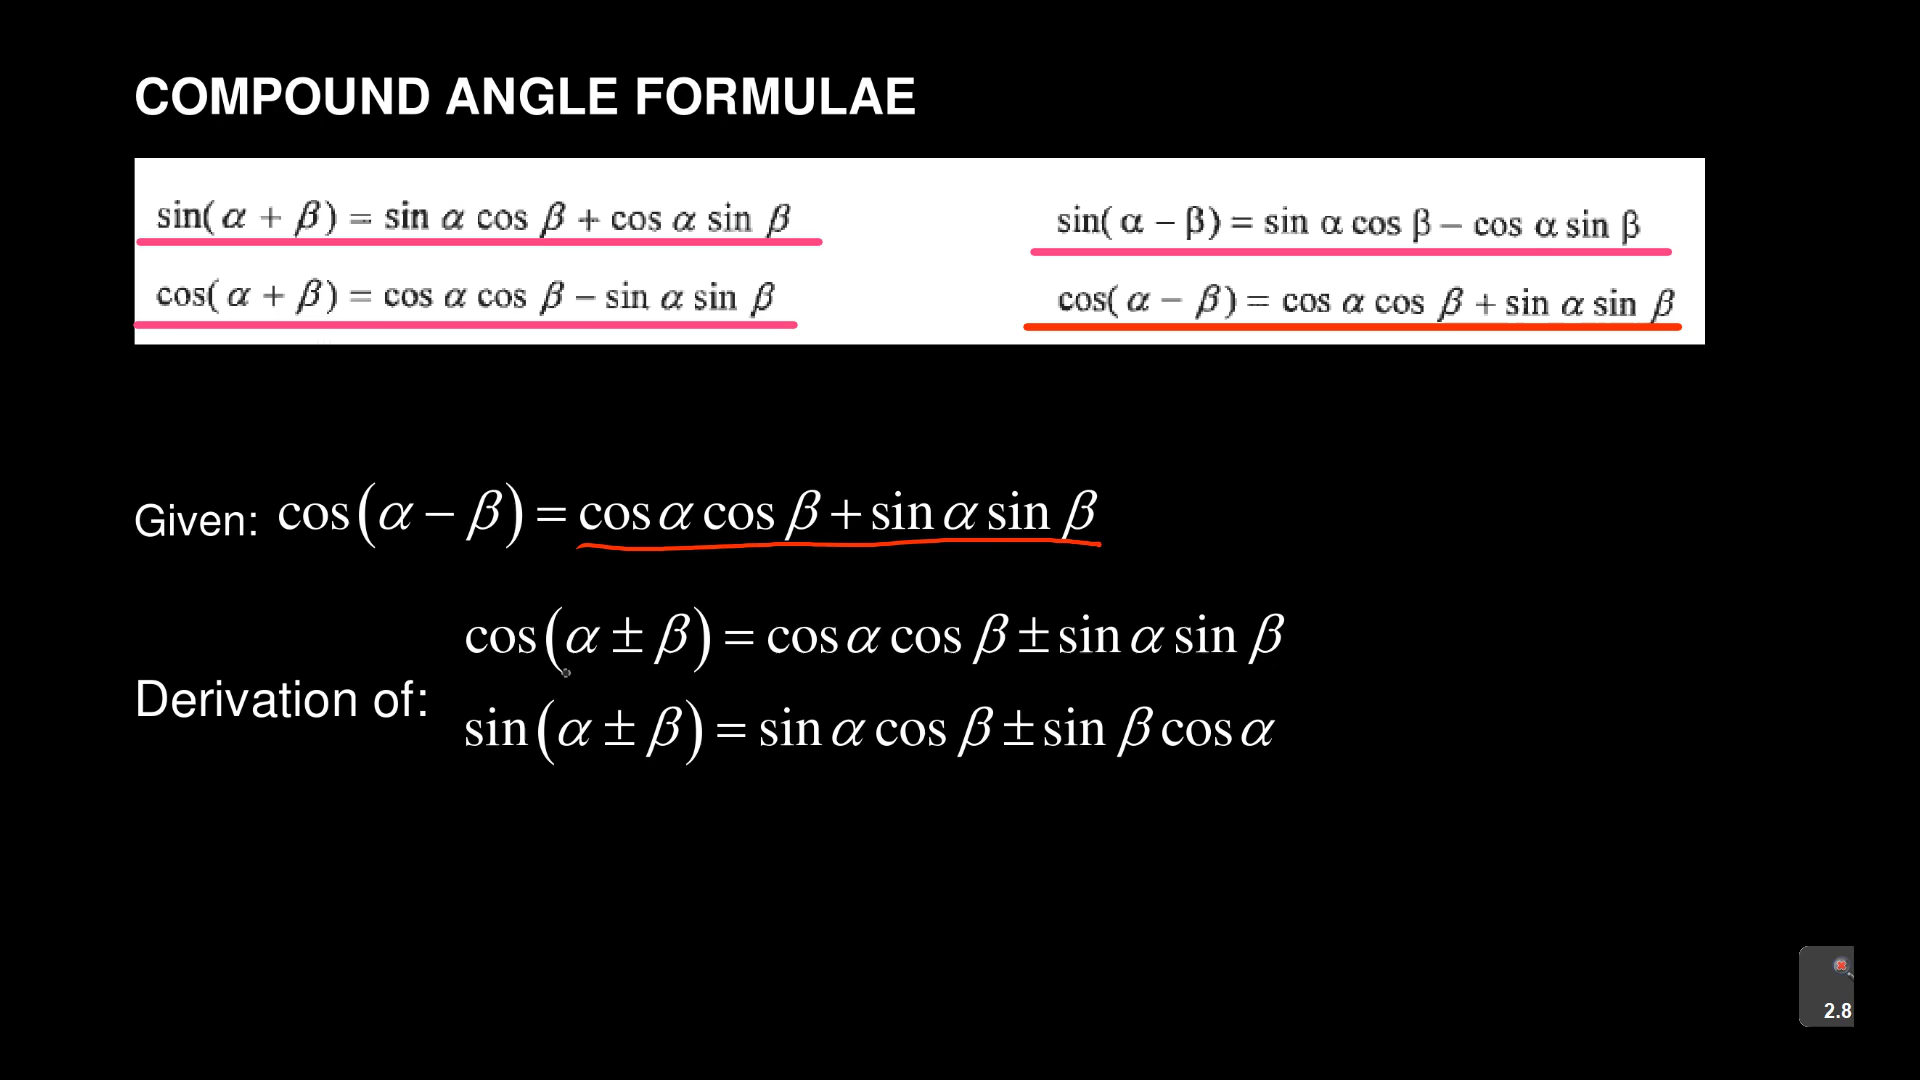 COMPOUND ANGLE FORMULAE
sin( α + β) = sin α cos β + cos α sin β
sin( α − β) = sin α cos β − cos α sin β
cos( α + β) = cos α cos β − sin α sin β
cos( α − β) = cos α cos β + sin α sin β
Given: cos(α − β) = cos α cos β + sin α sin β
cos(α ± β) = cos α cos β ± sin α sin β
Derivation of:
sin(α ± β) = sin α cos β ± sin β cos α
2.8